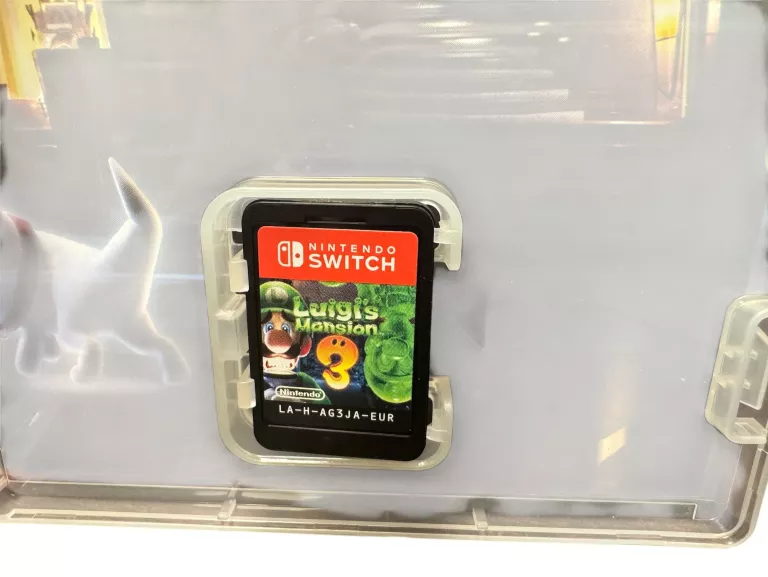 NINTENDO
SWITCH
Luigi's
Mansion
3
Nintendo
LA-H-AG3JA-EUR